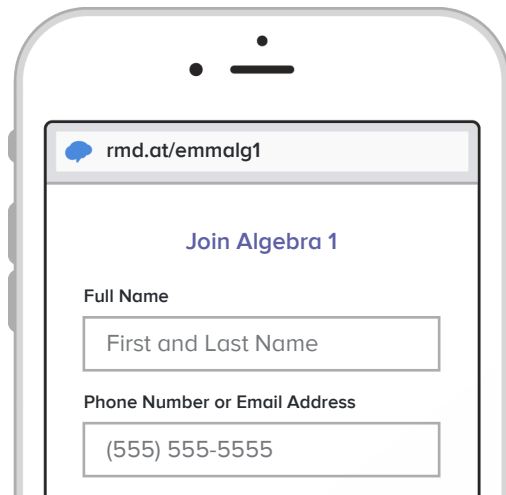 rmd.at/emmalg1
Join Algebra 1
Full Name
First and Last Name
Phone Number or Email Address
(555) 555-5555